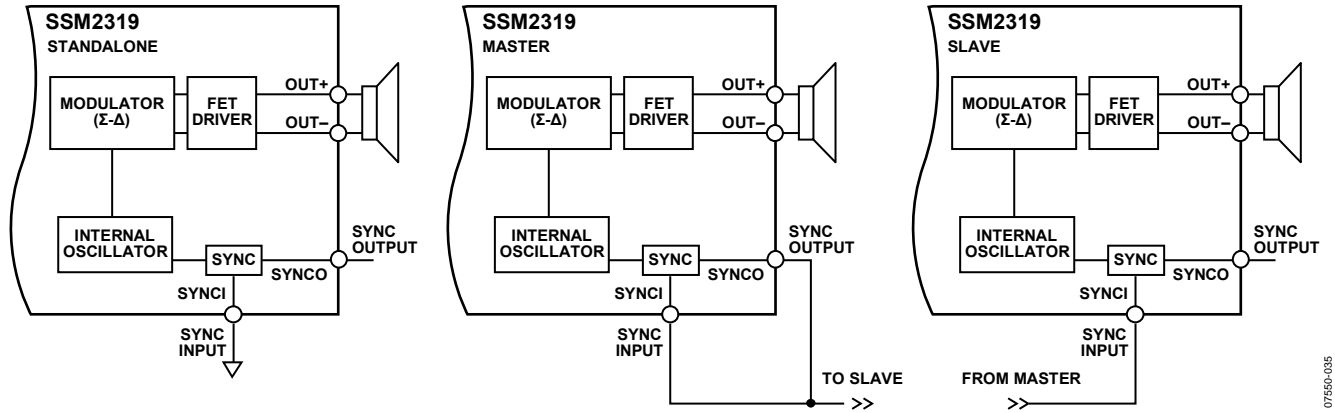 SSM2319
STANDALONE
MODULATOR
(Σ-Δ)
FET
DRIVER
OUT+
OUT–
INTERNAL
OSCILLATOR
SYNC
SYNCO
SYNC
OUTPUT
SYNCI
SYNC
INPUT
SSM2319
MASTER
MODULATOR
(Σ-Δ)
FET
DRIVER
OUT+
OUT–
INTERNAL
OSCILLATOR
SYNC
SYNCO
SYNC
OUTPUT
SYNCI
SYNC
INPUT
TO SLAVE
SSM2319
SLAVE
MODULATOR
(Σ-Δ)
FET
DRIVER
OUT+
OUT–
INTERNAL
OSCILLATOR
SYNC
SYNCO
SYNC
OUTPUT
SYNCI
SYNC
INPUT
FROM MASTER
07550-035